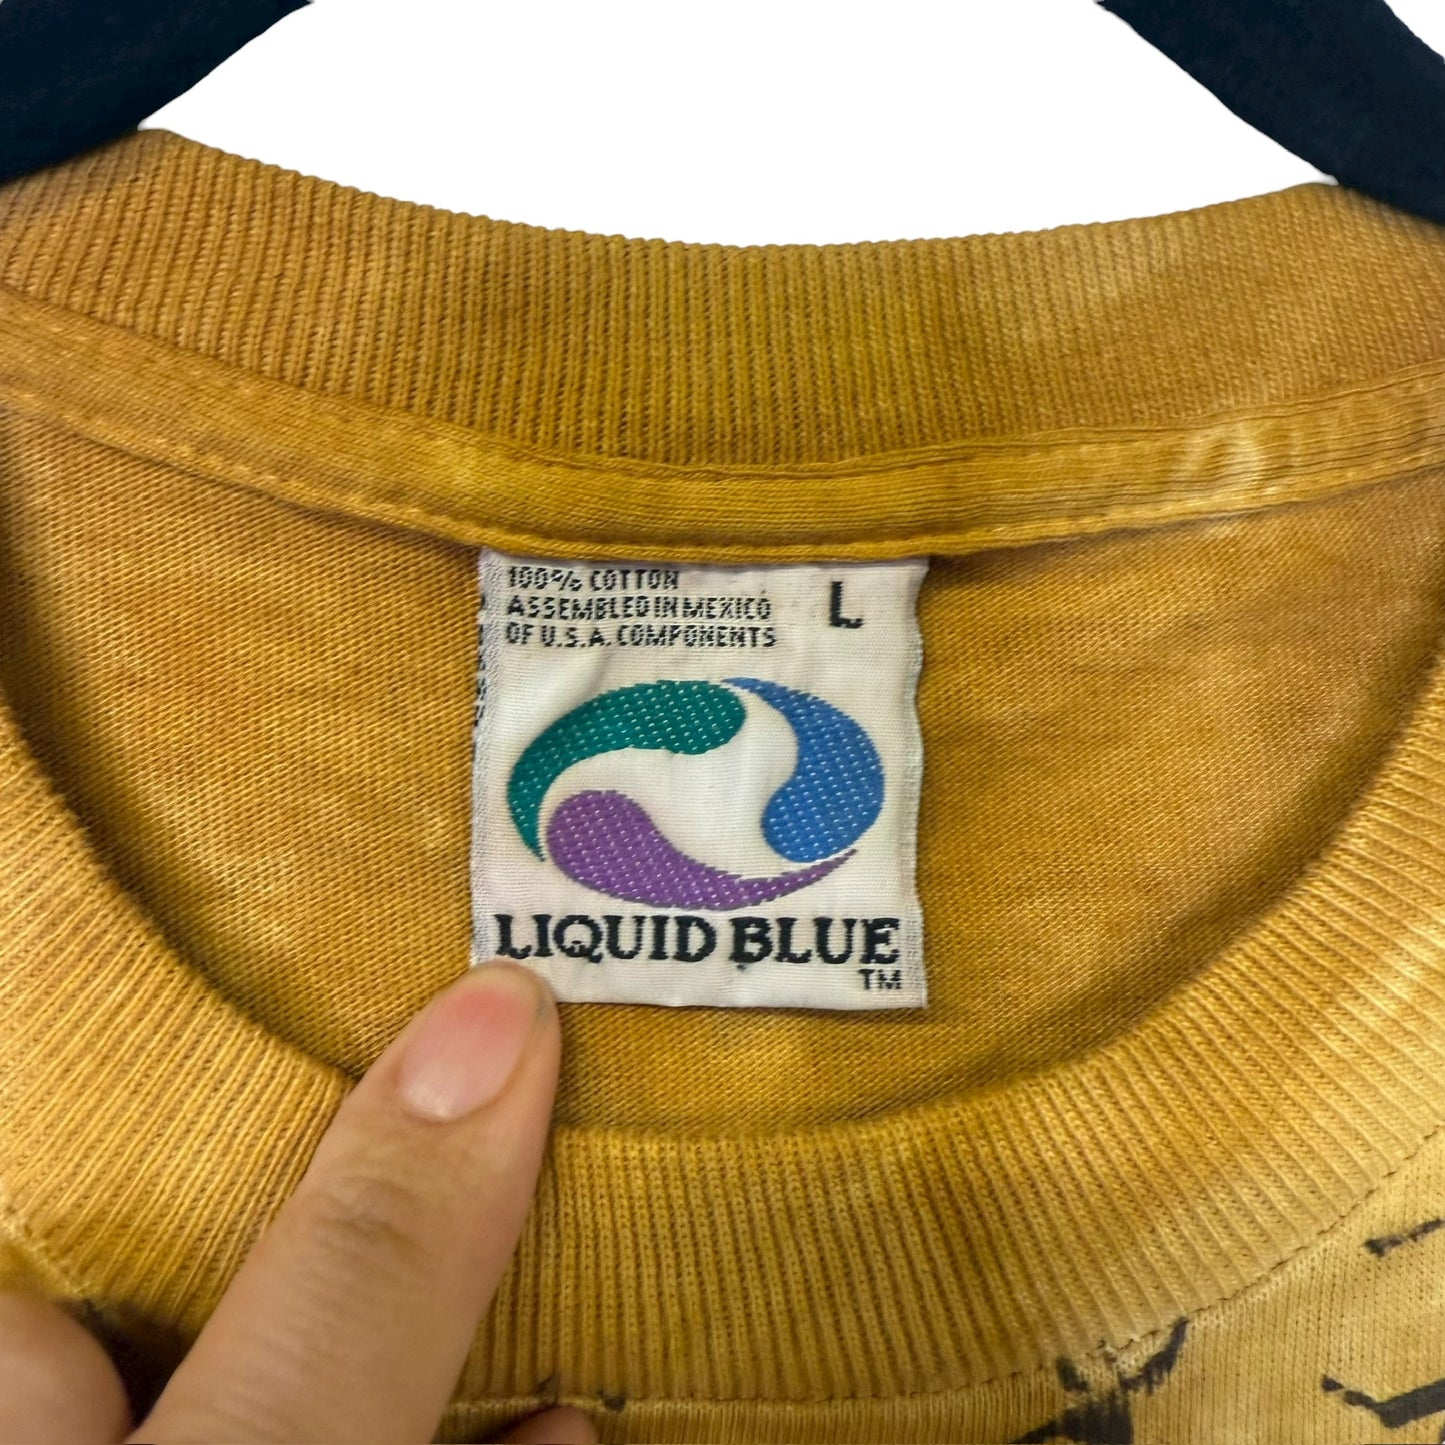 100% COTTON
ASSEMBLED IN MEXICO
OF U.S.A. COMPONENTS
L
LIQUID BLUE
TM